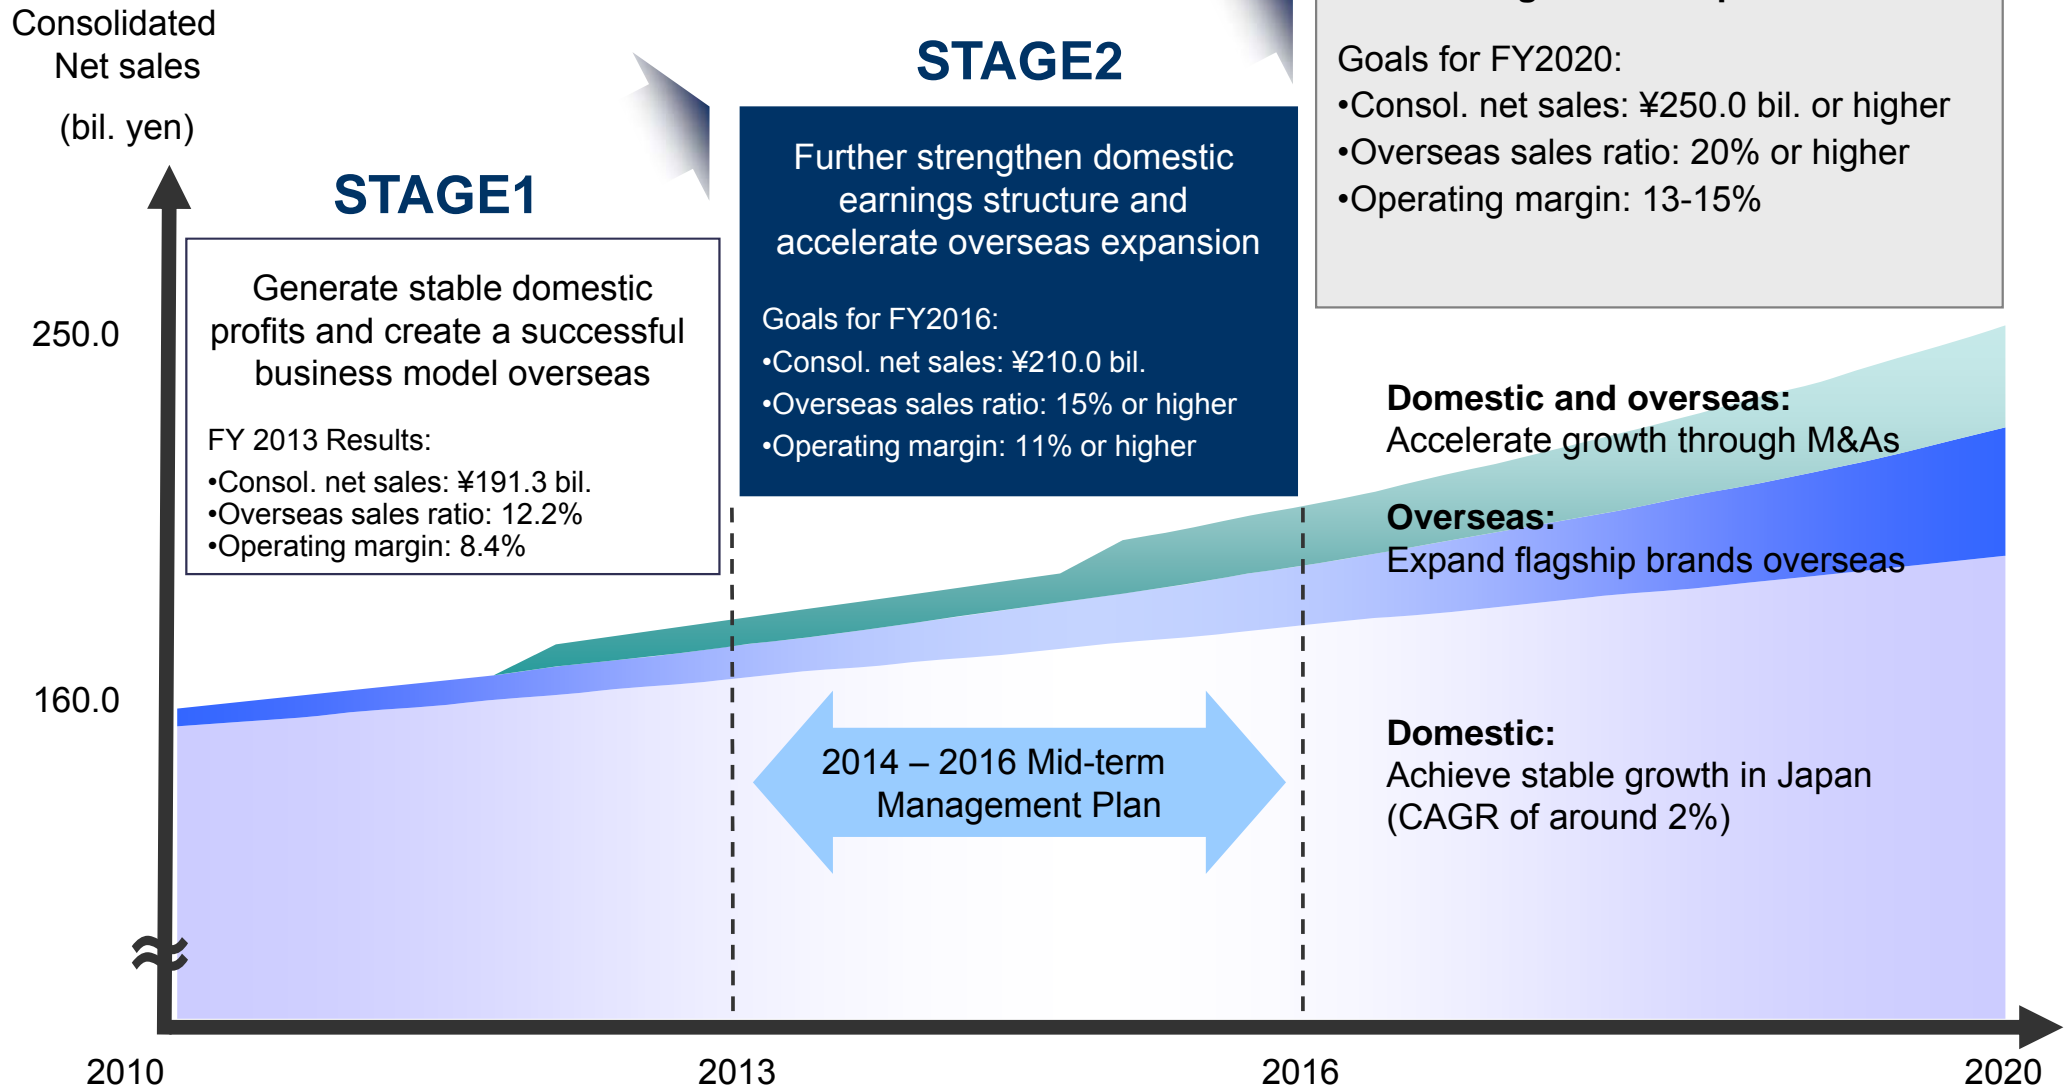 Consolidated
Net sales
(bil. yen)
250.0
160.0
STAGE1
Generate stable domestic
profits and create a successful
business model overseas
FY 2013 Results:
•Consol. net sales: ¥191.3 bil.
•Overseas sales ratio: 12.2%
•Operating margin: 8.4%
STAGE2
Further strengthen domestic
earnings structure and
accelerate overseas expansion
Goals for FY2016:
•Consol. net sales: ¥210.0 bil.
•Overseas sales ratio: 15% or higher
•Operating margin: 11% or higher
Goals for FY2020:
•Consol. net sales: ¥250.0 bil. or higher
•Overseas sales ratio: 20% or higher
•Operating margin: 13-15%
Domestic and overseas:
Accelerate growth through M&As
Overseas:
Expand flagship brands overseas
Domestic:
Achieve stable growth in Japan
(CAGR of around 2%)
2014 – 2016 Mid-term
Management Plan
2010
2013
2016
2020